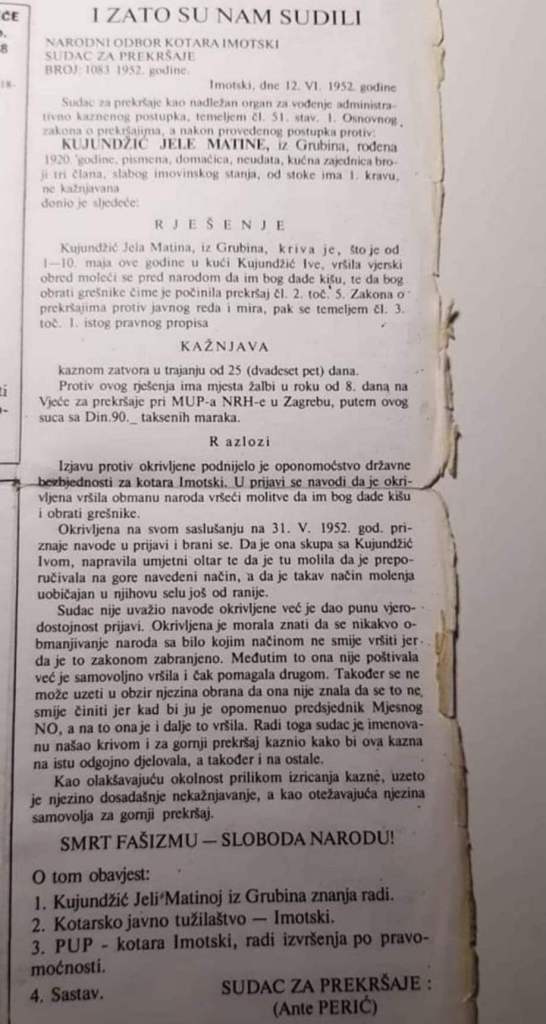 ČE
8
I ZATO SU NAM SUDILI
NARODNI ODBOR KOTARA IMOTSKI
SUDAC ZA PREKRŠAJE
BROJ: 1083 1952. godine.
Imotski, dne 12. VI. 1952. godine
Sudac za prekršaje kao nadležan organ za vođenje administra-
tivno kaznenog postupka, temeljem čl. 51. stav. 1. Osnovnog
zakona o prekršajima, a nakon provedenog postupka protiv:
KUJUNDŽIĆ JELE MATINE, iz Grubina, rođena
1920. godine, pismena, domaćica, neudata, kućna zajednica bro-
ji tri člana, slabog imovinskog stanja, od stoke ima 1. kravu,
ne kažnjavana
donio je sljedeće:
R J E Š E N J E
Kujundžić Jela Matina, iz Grubina, kriva je, što je od
1—10. maja ove godine u kući Kujundžić Ive, vršila vjerski
obred moleći se pred narodom da im bog dade kišu, te da bog
obrati grešnike čime je počinila prekršaj čl. 2. toč. 5. Zakona o
prekršajima protiv javnog reda i mira, pak se temeljem čl. 3.
toč. 1. istog pravnog propisa
KAŽNJAVA
kaznom zatvora u trajanju od 25 (dvadeset pet) dana.
Protiv ovog rješenja ima mjesta žalbi u roku od 8. dana na
Vjeće za prekršaje pri MUP-a NRH-e u Zagrebu, putem ovog
suca sa Din.90._ taksenih maraka.
R azlozi
Izjavu protiv okrivljene podnijelo je oponomoćstvo državne
bezbjednosti za kotara Imotski. U prijavi se navodi da je okri-
vljena vršila obmanu naroda vršeći molitve da im bog dade kišu
i obrati grešnike.
Okrivljena na svom saslušanju na 31. V. 1952. god. pri-
znaje navode u prijavi i brani se. Da je ona skupa sa Kujundžić
Ivom, napravila umjetni oltar te da je tu molila da je prepo-
ručivala na gore navedeni način, a da je takav način molenja
uobičajan u njihovu selu još od ranije.
Sudac nije uvažio navode okrivljene već je dao punu vjero-
dostojnost prijavi. Okrivljena je morala znati da se nikakvo o-
bmanjivanje naroda sa bilo kojim načinom ne smije vršiti jer
da je to zakonom zabranjeno. Međutim to ona nije poštivala
već je samovoljno vršila i čak pomagala drugom. Također se ne
može uzeti u obzir njezina obrana da ona nije znala da se to ne
smije činiti jer kad bi ju je opomenuo predsjednik Mjesnog
NO, a na to ona je i dalje to vršila. Radi toga sudac je imenova-
nu našao krivom i za gornji prekršaj kaznio kako bi ova kazna
na istu odgojno djelovala, a također i na ostale.
Kao olakšavajuću okolnost prilikom izricanja kazne, uzeto
je njezino dosadašnje nekažnjavanje, a kao otežavajuća njezina
samovolja za gornji prekršaj.
SMRT FAŠIZMU — SLOBODA NARODU!
O tom obavjest:
1. Kujundžić Jeli Matinoj iz Grubina znanja radi.
2. Kotarsko javno tužilaštvo — Imotski.
3. PUP - kotara Imotski, radi izvršenja po pravo-
moćnosti.
4. Sastav.
SUDAC ZA PREKRŠAJE :
(Ante PERIĆ)